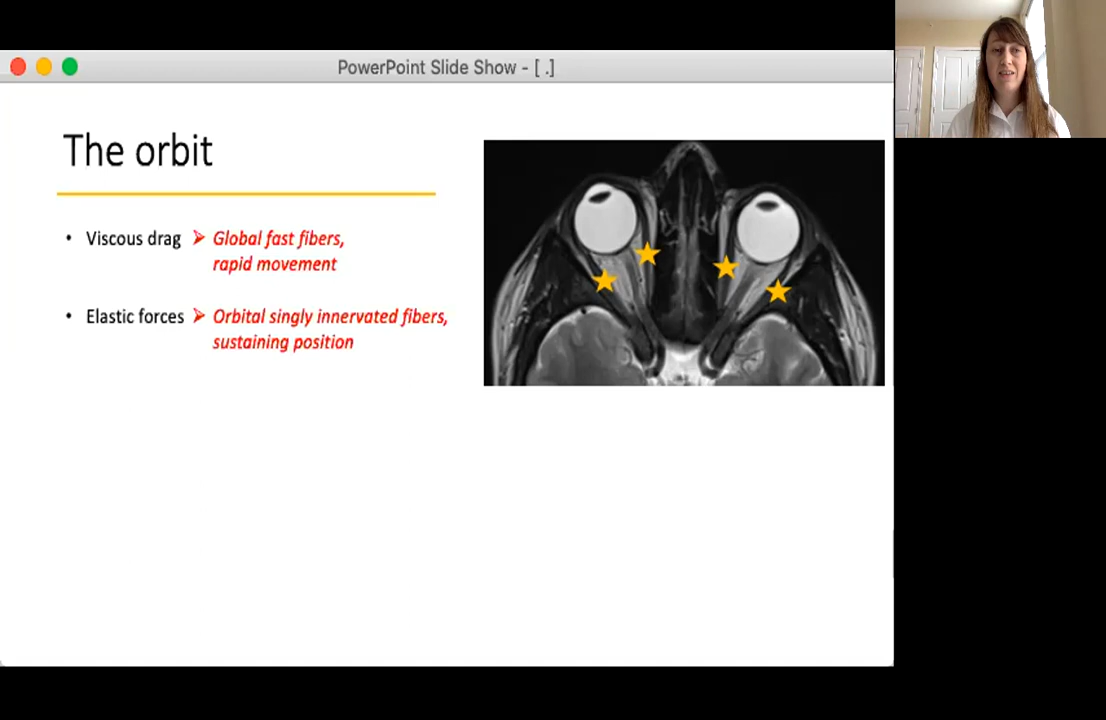 PowerPoint Slide Show - [ .]
The orbit
• Viscous drag ➢ Global fast fibers,
rapid movement
• Elastic forces ➢ Orbital singly innervated fibers,
sustaining position